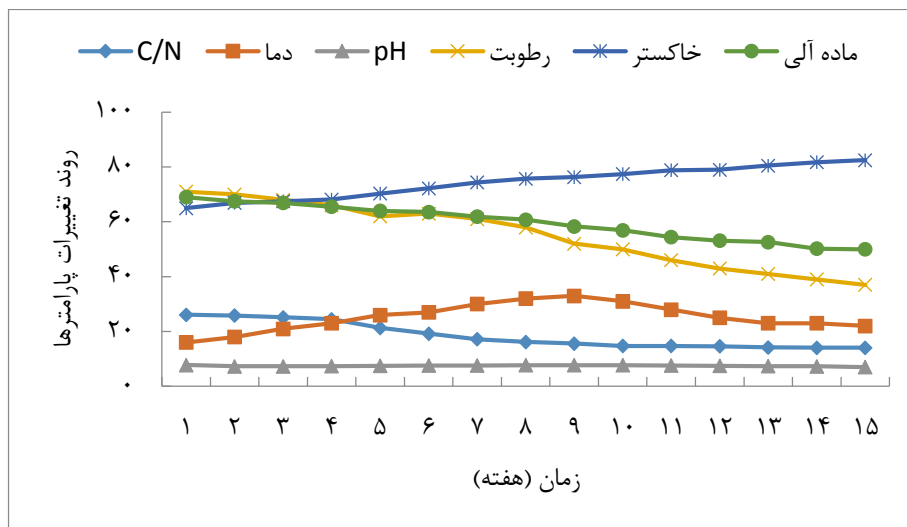 C/N دما pH رطوبت خاکستر ماده آلی
روند تغییرات پارامترها
۱۰۰
۸۰
۶۰
۴۰
۲۰
۰
۱ ۲ ۳ ۴ ۵ ۶ ۷ ۸ ۹ ۱۰ ۱۱ ۱۲ ۱۳ ۱۴ ۱۵
زمان (هفته)